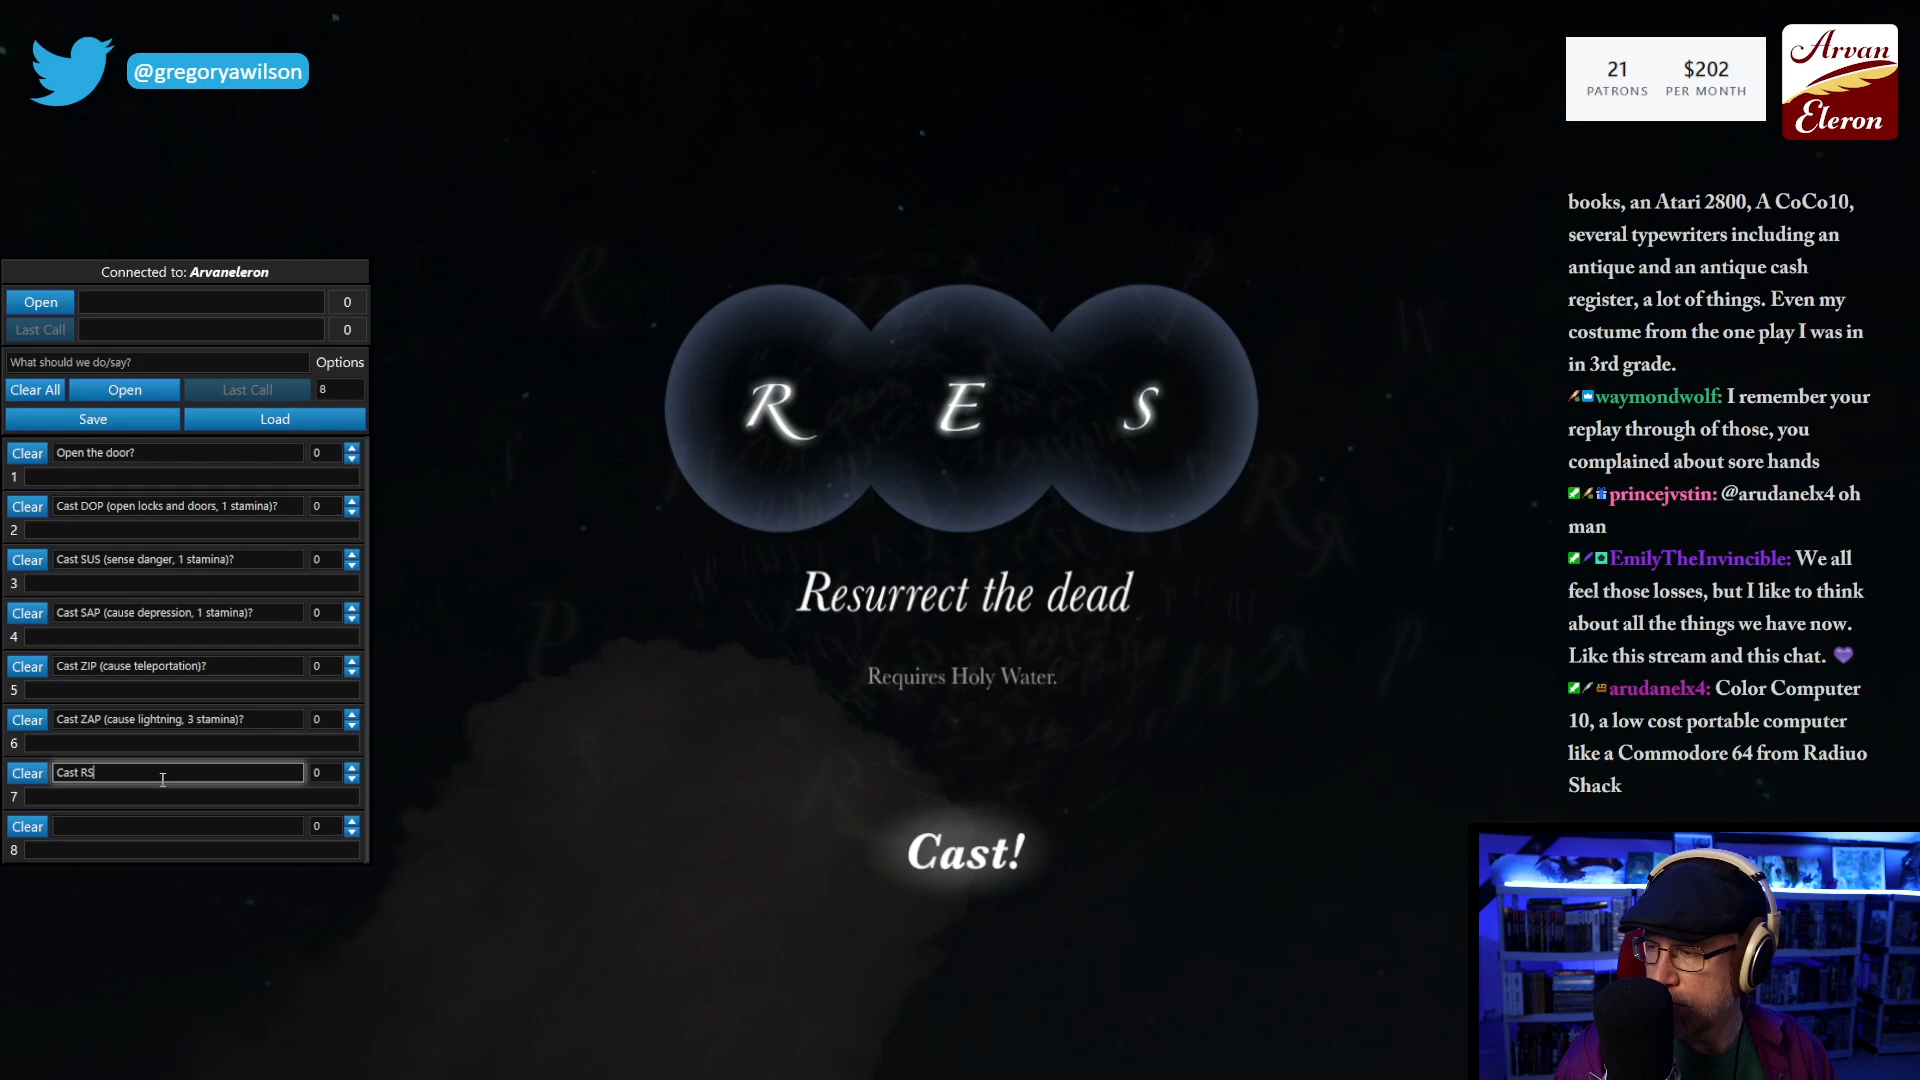 @gregoryawilson
21 $202
PATRONS PER MONTH
Arvan
Eleron
Connected to: Arvaneleron
Open 0
Last Call 0
What should we do/say? Options
Clear All Open Last Call 8
Save Load
Clear Open the door? 0
1
Clear Cast DOP (open locks and doors, 1 stamina)? 0
2
Clear Cast SUS (sense danger, 1 stamina)? 0
3
Clear Cast SAP (cause depression, 1 stamina)? 0
4
Clear Cast ZIP (cause teleportation)? 0
5
Clear Cast ZAP (cause lightning, 3 stamina)? 0
6
Clear Cast RS 0
7
Clear 0
8
R E S
Resurrect the dead
Requires Holy Water.
Cast!
books, an Atari 2800, A CoCo10,
several typewriters including an
antique and an antique cash
register, a lot of things. Even my
costume from the one play I was in
in 3rd grade.
waymondwolf: I remember your
replay through of those, you
complained about sore hands
princejvstin: @arudanelx4 oh
man
EmilyTheInvincible: We all
feel those losses, but I like to think
about all the things we have now.
Like this stream and this chat.
arudanelx4: Color Computer
10, a low cost portable computer
like a Commodore 64 from Radiuo
Shack